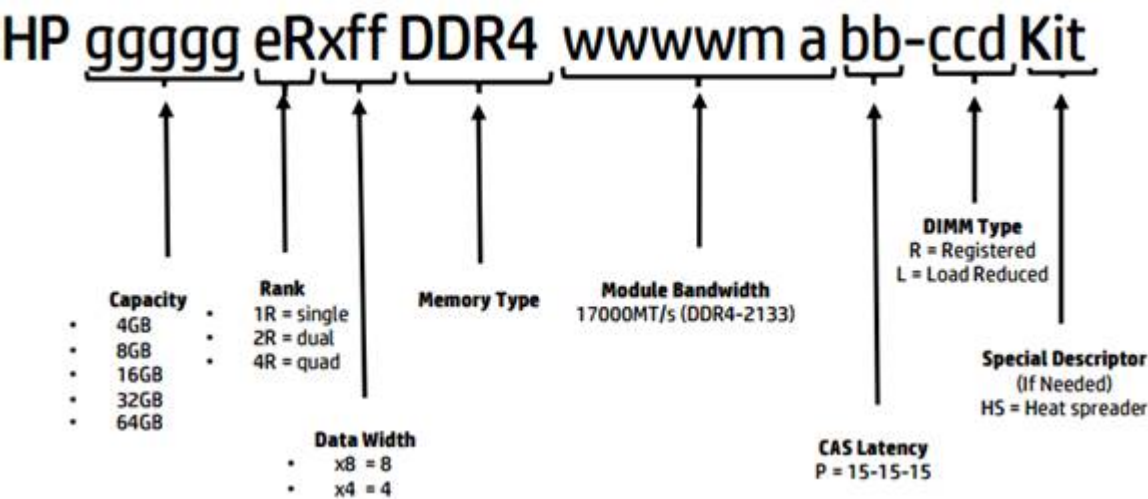 HP ggggg eRxff DDR4 wwwwm a bb-ccd Kit
Capacity
• 4GB
• 8GB
• 16GB
• 32GB
• 64GB
Rank
• 1R = single
• 2R = dual
• 4R = quad
Data Width
• x8 = 8
• x4 = 4
Memory Type
Module Bandwidth
17000MT/s (DDR4-2133)
CAS Latency
P = 15-15-15
DIMM Type
R = Registered
L = Load Reduced
Special Descriptor
(If Needed)
HS = Heat spreader